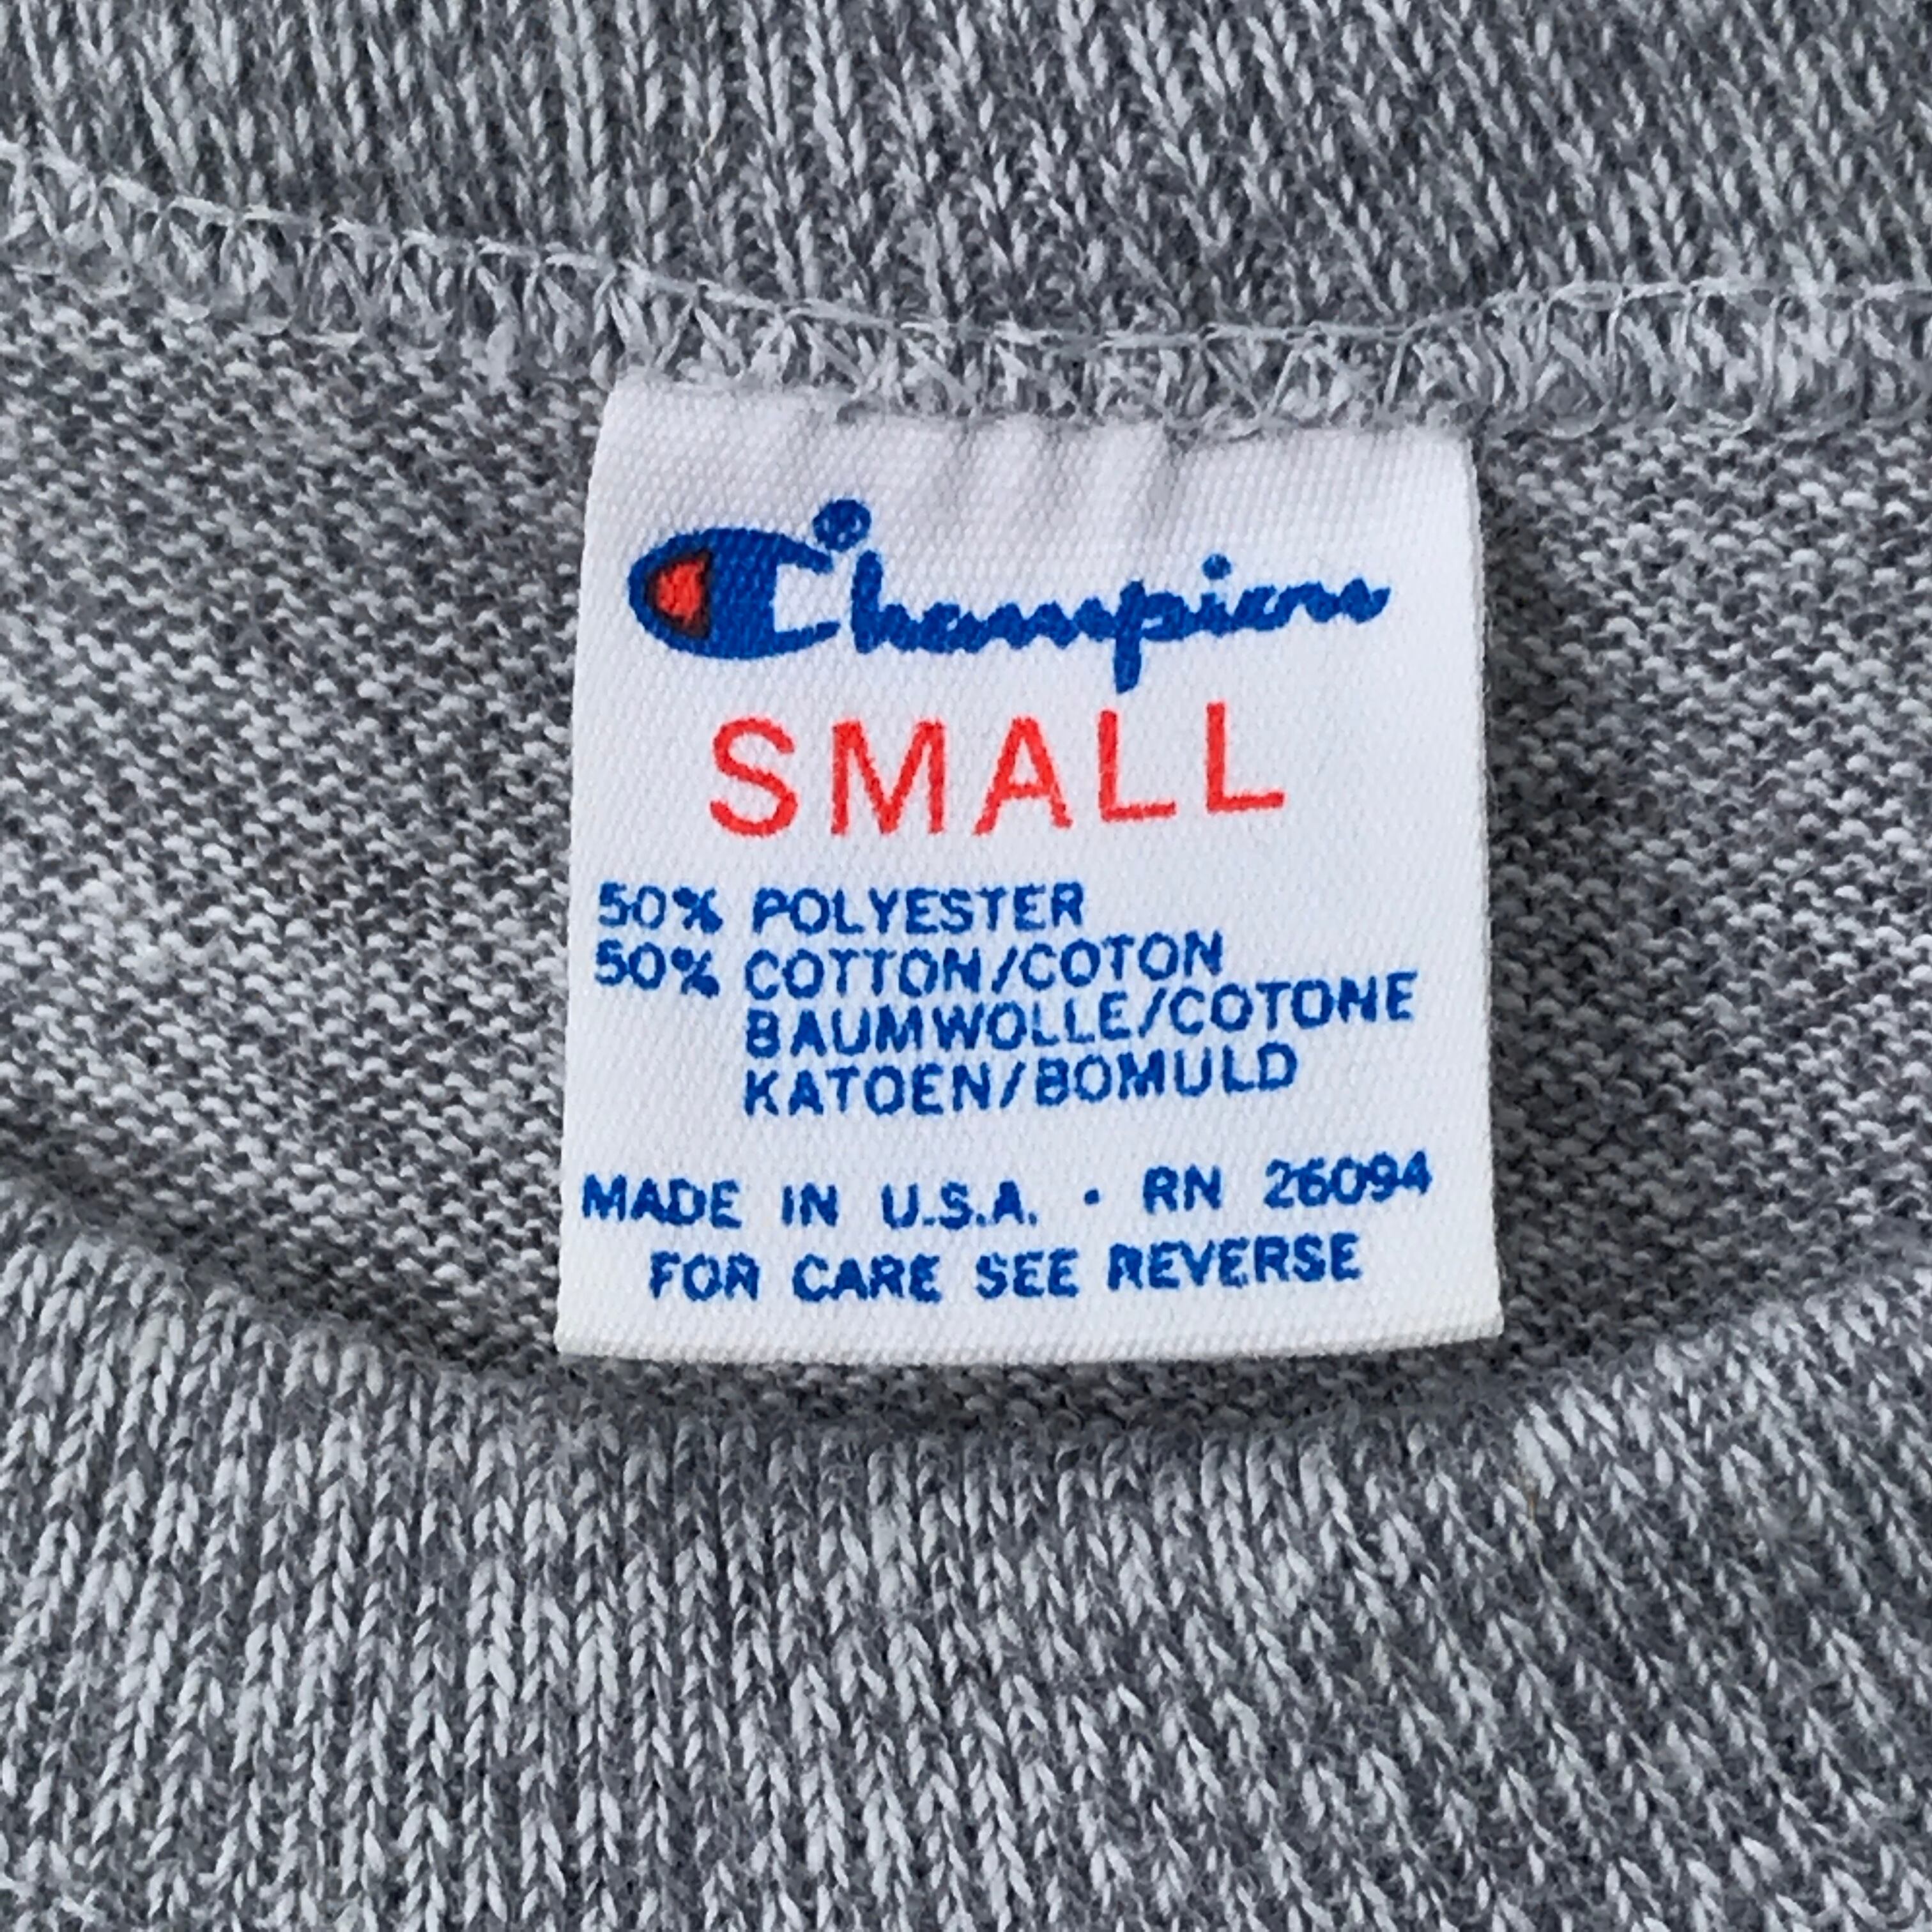 Champion®
SMALL
50% POLYESTER
50% COTTON/COTON
BAUMWOLLE/COTONE
KATOEN/BOMULD
MADE IN U.S.A. • RN 26094
FOR CARE SEE REVERSE